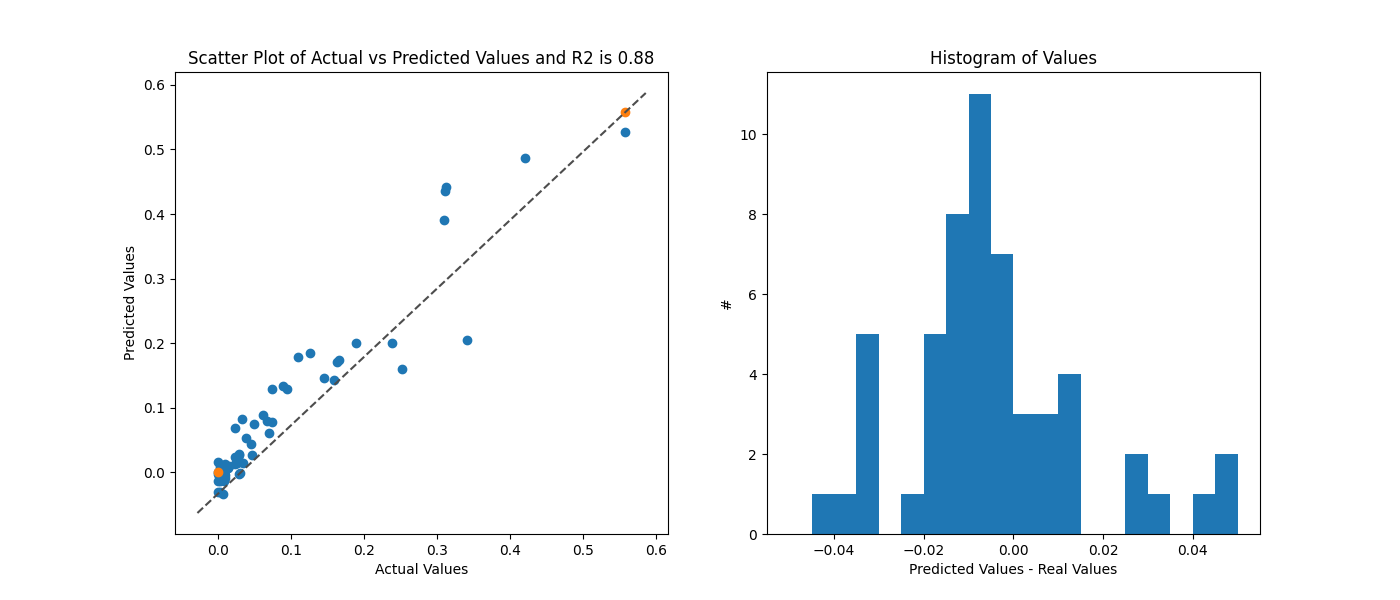 Scatter Plot of Actual vs Predicted Values and R2 is 0.88
0.6
0.5
0.4
0.3
0.2
0.1
0.0
Predicted Values
0.0 0.1 0.2 0.3 0.4 0.5 0.6
Actual Values
Histogram of Values
10
8
6
4
2
0
#
−0.04 −0.02 0.00 0.02 0.04
Predicted Values - Real Values